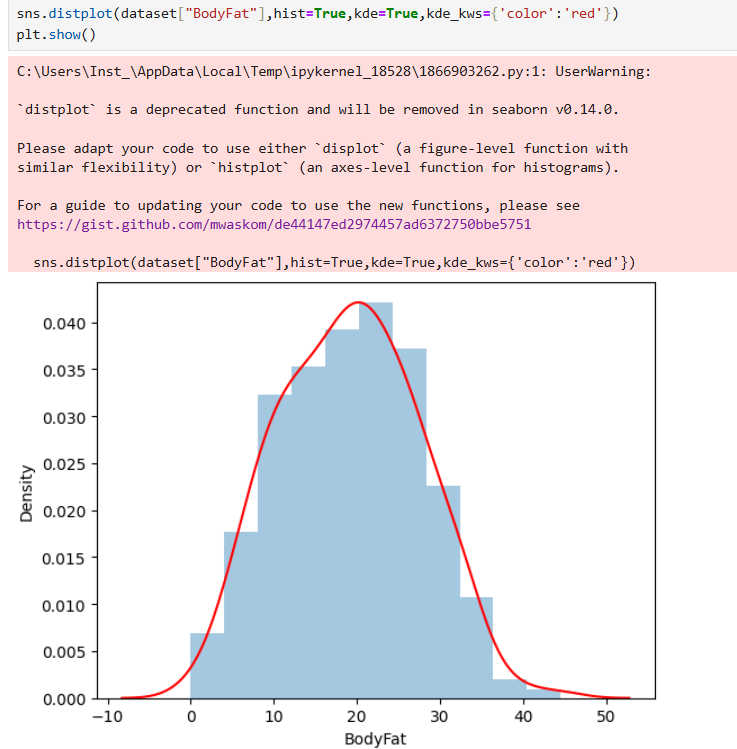 sns.distplot(dataset["BodyFat"],hist=True,kde=True,kde_kws={'color':'red'})
plt.show()
C:\Users\Inst_\AppData\Local\Temp\ipykernel_18528\1866903262.py:1: UserWarning:
`distplot` is a deprecated function and will be removed in seaborn v0.14.0.
Please adapt your code to use either `displot` (a figure-level function with
similar flexibility) or `histplot` (an axes-level function for histograms).
For a guide to updating your code to use the new functions, please see
https://gist.github.com/mwaskom/de44147ed2974457ad6372750bbe5751
sns.distplot(dataset["BodyFat"],hist=True,kde=True,kde_kws={'color':'red'})
0.040
0.035
0.030
0.025
0.020
0.015
0.010
0.005
0.000
Density
−10 0 10 20 30 40 50
BodyFat